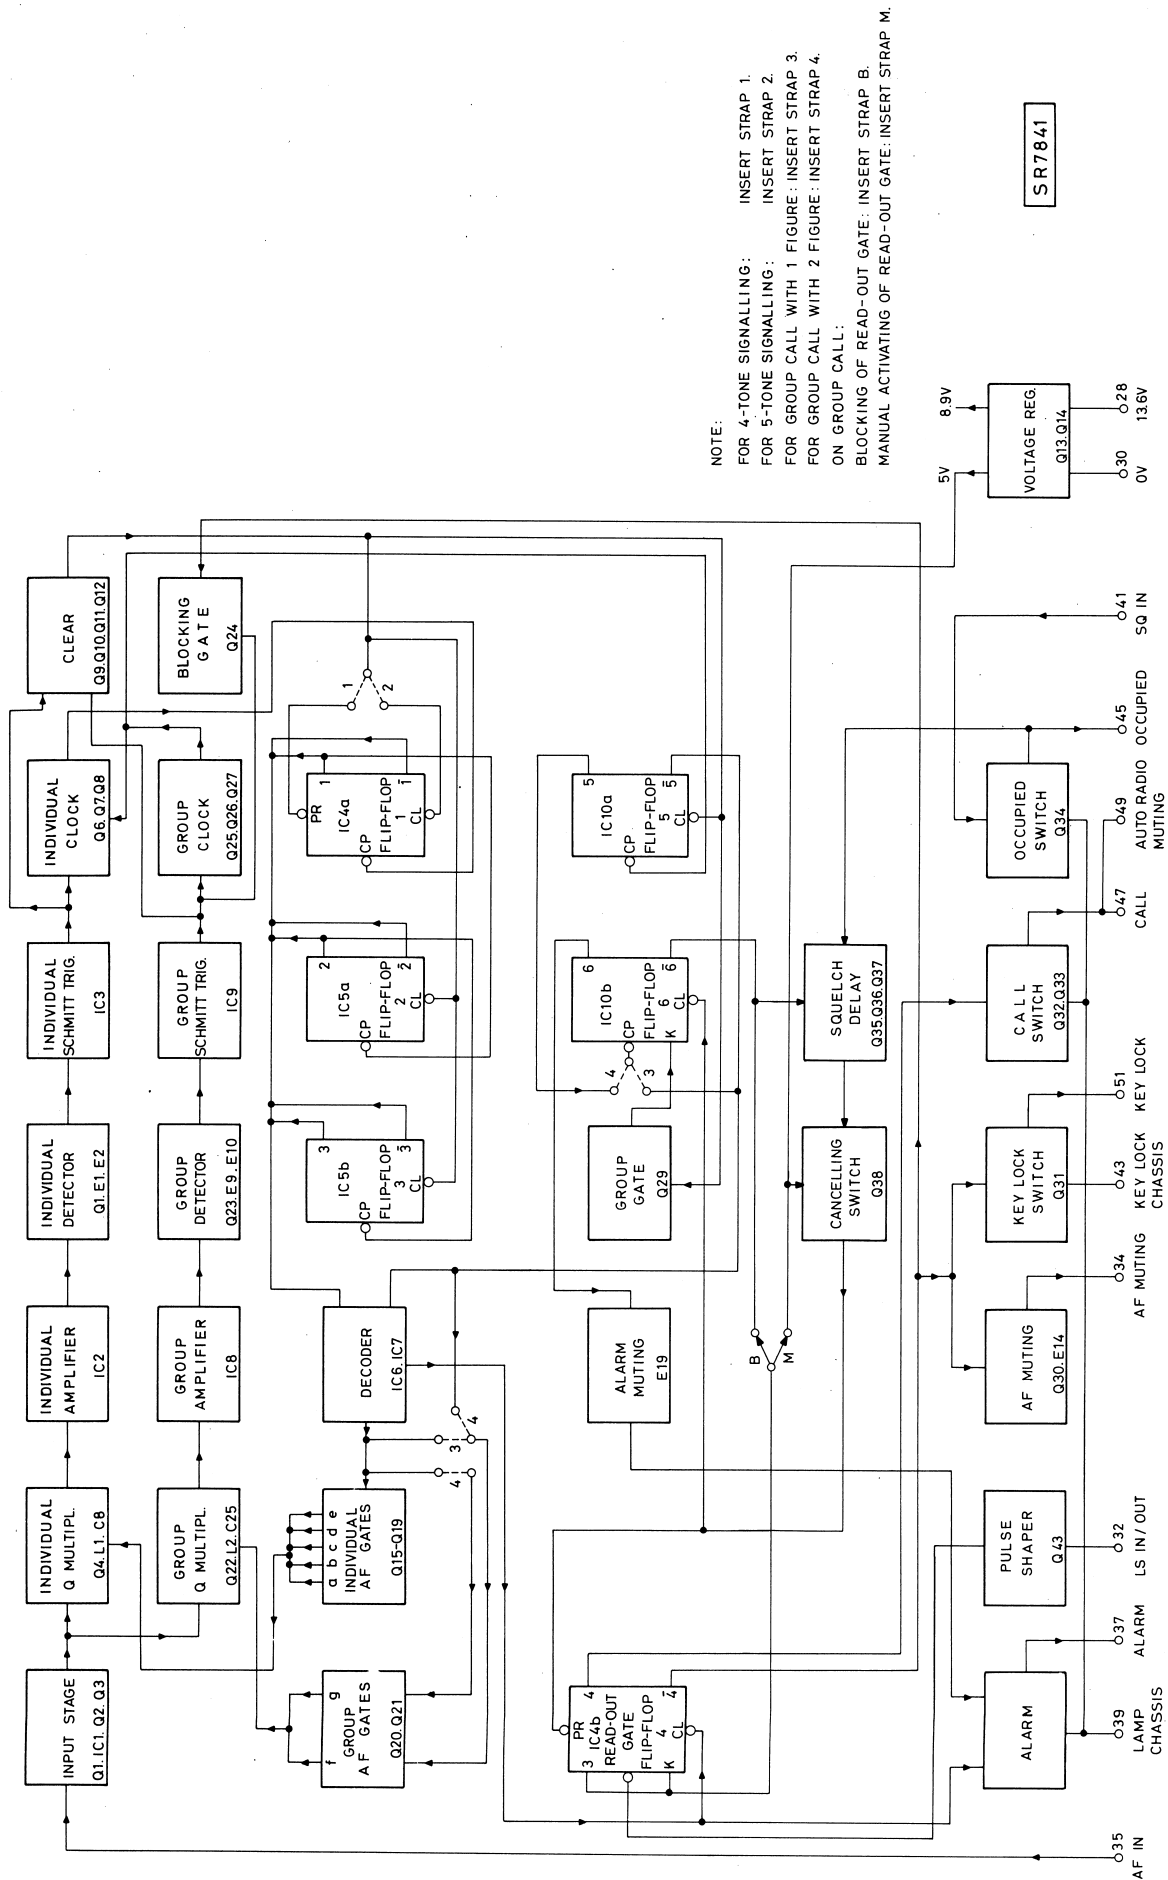 INPUT STAGE
Q1.IC1.Q2.Q3
INDIVIDUAL
Q MULTIPL.
Q4.L1.C8
INDIVIDUAL
AMPLIFIER
IC2
INDIVIDUAL
DETECTOR
Q1.E1.E2
INDIVIDUAL
SCHMITT TRIG.
IC3
INDIVIDUAL
CLOCK
Q6.Q7.Q8
CLEAR
Q9.Q10.Q11.Q12
GROUP
Q MULTIPL.
Q22.L2.C25
GROUP
AMPLIFIER
IC8
GROUP
DETECTOR
Q23.E9.E10
GROUP
SCHMITT TRIG.
IC9
GROUP
CLOCK
Q25.Q26.Q27
BLOCKING
GATE
Q24
f g
GROUP
AF GATES
Q20.Q21
a b c d e
INDIVIDUAL
AF GATES
Q15-Q19
4
3
4
DECODER
IC6.IC7
3
IC5b
CP
FLIP-FLOP
3
3̅
CL
2
IC5a
CP
FLIP-FLOP
2
2̅
CL
PR
1
IC4a
CP
FLIP-FLOP
1
1̅
CL
1
2
PR
4
IC4b
READ-OUT
GATE
3
FLIP-FLOP
4
4̅
K
CL
ALARM
MUTING
E19
GROUP
GATE
Q29
4
3
6
IC10b
CP
FLIP-FLOP
6
6̅
K
CL
5
IC10a
CP
FLIP-FLOP
5
5̅
CL
B
M
CANCELLING
SWITCH
Q38
SQUELCH
DELAY
Q35.Q36.Q37
ALARM
PULSE
SHAPER
Q43
AF MUTING
Q30.E14
KEY LOCK
SWITCH
Q31
CALL
SWITCH
Q32.Q33
OCCUPIED
SWITCH
Q34
5V
8.9V
VOLTAGE REG.
Q13.Q14
35
AF IN
39
LAMP
CHASSIS
37
ALARM
32
LS IN/OUT
34
AF MUTING
43
KEY LOCK
CHASSIS
51
KEY LOCK
47
CALL
49
AUTO RADIO
MUTING
45
OCCUPIED
41
SQ IN
30
0V
28
13.6V
NOTE:
FOR 4-TONE SIGNALLING: INSERT STRAP 1.
FOR 5-TONE SIGNALLING: INSERT STRAP 2.
FOR GROUP CALL WITH 1 FIGURE: INSERT STRAP 3.
FOR GROUP CALL WITH 2 FIGURE: INSERT STRAP 4.
ON GROUP CALL:
BLOCKING OF READ-OUT GATE: INSERT STRAP B.
MANUAL ACTIVATING OF READ-OUT GATE: INSERT STRAP M.
SR7841